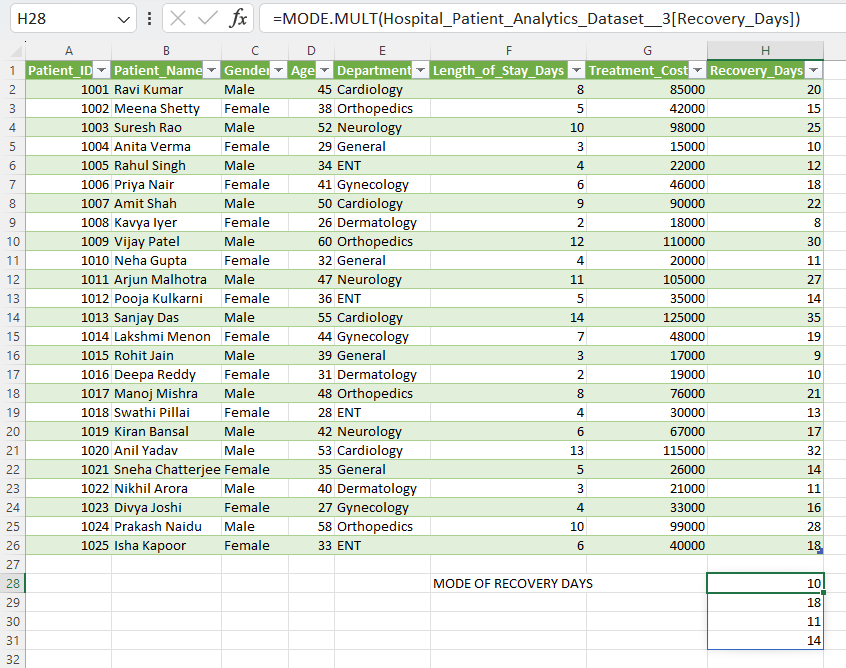 H28 fx =MODE.MULT(Hospital_Patient_Analytics_Dataset__3[Recovery_Days])
A B C D E F G H
1 Patient_ID Patient_Name Gender Age Department Length_of_Stay_Days Treatment_Cost Recovery_Days
2 1001 Ravi Kumar Male 45 Cardiology 8 85000 20
3 1002 Meena Shetty Female 38 Orthopedics 5 42000 15
4 1003 Suresh Rao Male 52 Neurology 10 98000 25
5 1004 Anita Verma Female 29 General 3 15000 10
6 1005 Rahul Singh Male 34 ENT 4 22000 12
7 1006 Priya Nair Female 41 Gynecology 6 46000 18
8 1007 Amit Shah Male 50 Cardiology 9 90000 22
9 1008 Kavya Iyer Female 26 Dermatology 2 18000 8
10 1009 Vijay Patel Male 60 Orthopedics 12 110000 30
11 1010 Neha Gupta Female 32 General 4 20000 11
12 1011 Arjun Malhotra Male 47 Neurology 11 105000 27
13 1012 Pooja Kulkarni Female 36 ENT 5 35000 14
14 1013 Sanjay Das Male 55 Cardiology 14 125000 35
15 1014 Lakshmi Menon Female 44 Gynecology 7 48000 19
16 1015 Rohit Jain Male 39 General 3 17000 9
17 1016 Deepa Reddy Female 31 Dermatology 2 19000 10
18 1017 Manoj Mishra Male 48 Orthopedics 8 76000 21
19 1018 Swathi Pillai Female 28 ENT 4 30000 13
20 1019 Kiran Bansal Male 42 Neurology 6 67000 17
21 1020 Anil Yadav Male 53 Cardiology 13 115000 32
22 1021 Sneha Chatterjee Female 35 General 5 26000 14
23 1022 Nikhil Arora Male 40 Dermatology 3 21000 11
24 1023 Divya Joshi Female 27 Gynecology 4 33000 16
25 1024 Prakash Naidu Male 58 Orthopedics 10 99000 28
26 1025 Isha Kapoor Female 33 ENT 6 40000 18
27
28 MODE OF RECOVERY DAYS 10
29 18
30 11
31 14
32